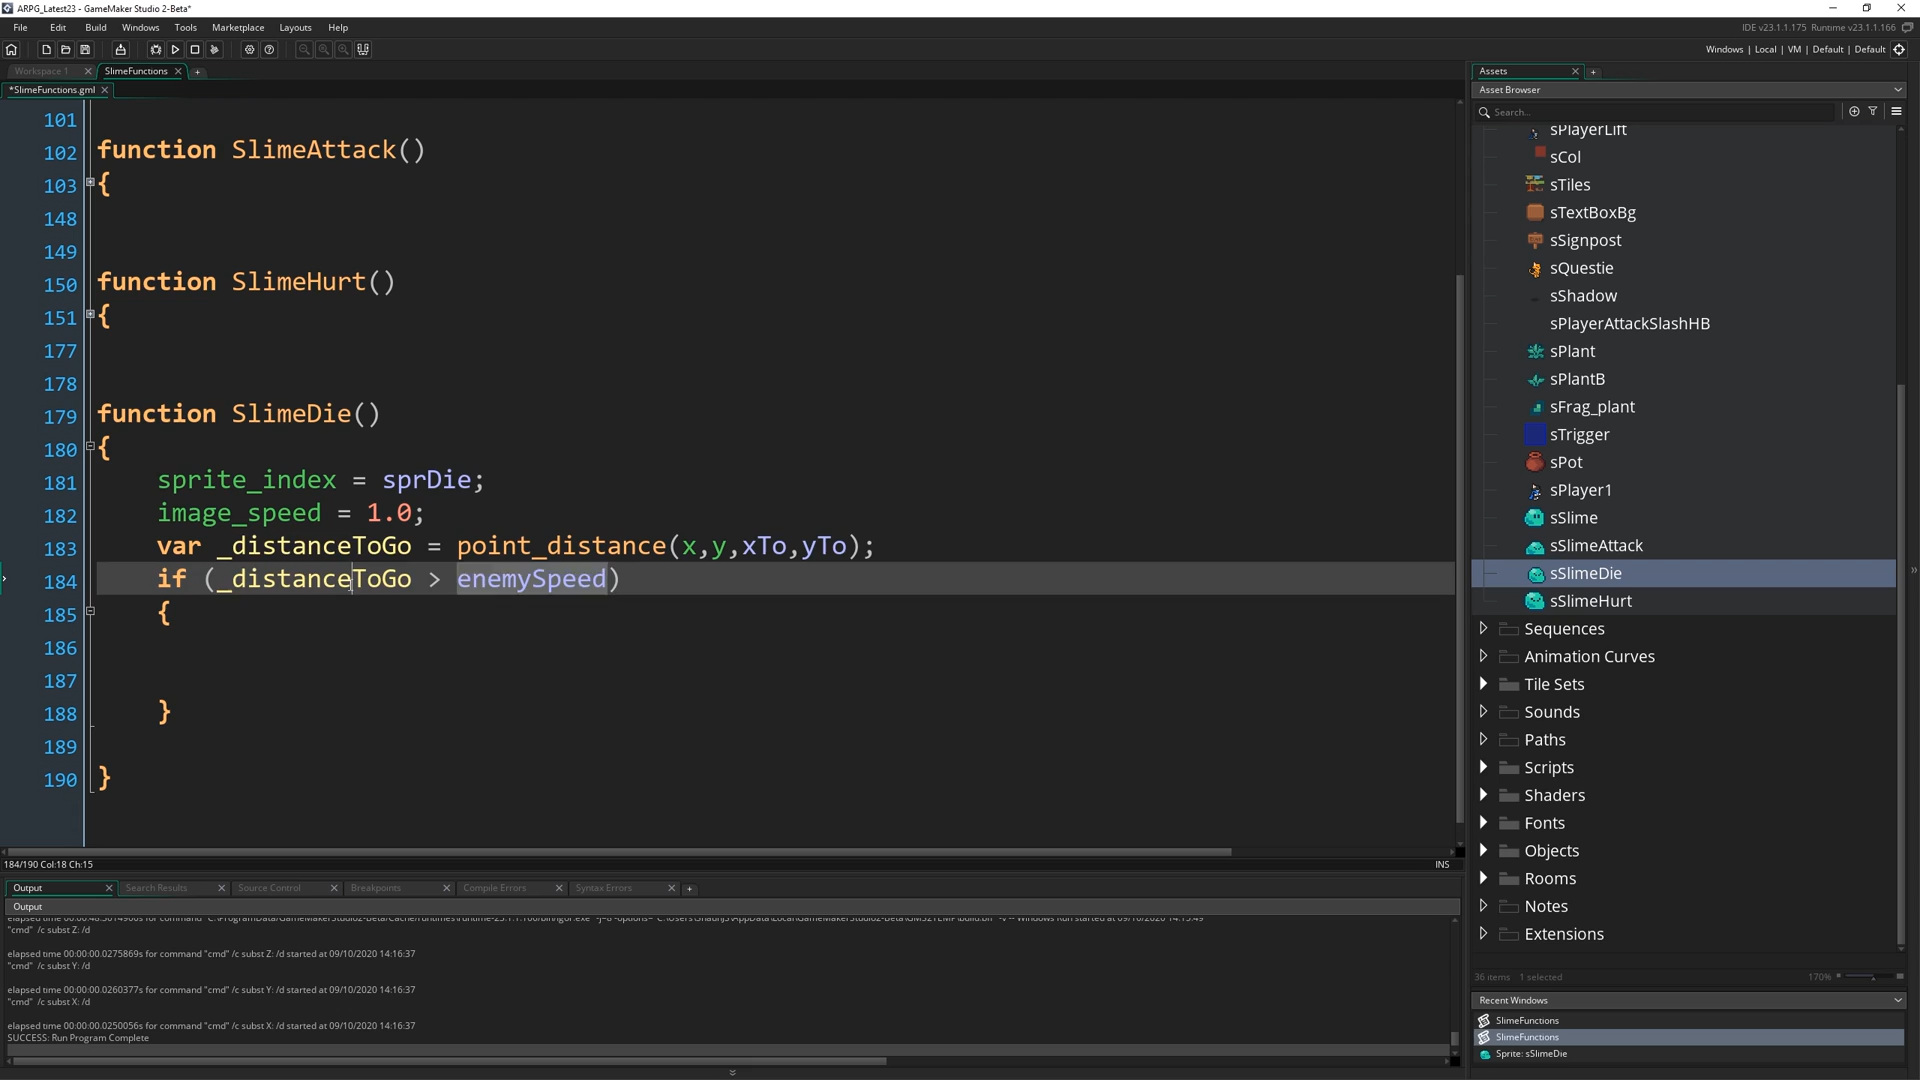 ARPG_Latest23 - GameMaker Studio 2-Beta*
File Edit Build Windows Tools Marketplace Layouts Help
IDE v23.1.1.175 Runtime v23.1.1.166
Windows | Local | VM | Default | Default
Workspace 1
SlimeFunctions
*SlimeFunctions.gml
101
102 function SlimeAttack()
103 {
148
149
150 function SlimeHurt()
151 {
177
178
179 function SlimeDie()
180 {
181 sprite_index = sprDie;
182 image_speed = 1.0;
183 var _distanceToGo = point_distance(x,y,xTo,yTo);
184 if (_distanceToGo > enemySpeed)
185 {
186
187
188 }
189
190 }
184/190 Col:18 Ch:15
INS
Output Search Results Source Control Breakpoints Compile Errors Syntax Errors
Output
"cmd" /c subst Z: /d
elapsed time 00:00:00.0275869s for command "cmd" /c subst Z: /d started at 09/10/2020 14:16:37
"cmd" /c subst Y: /d
elapsed time 00:00:00.0260377s for command "cmd" /c subst Y: /d started at 09/10/2020 14:16:37
"cmd" /c subst X: /d
elapsed time 00:00:00.0250056s for command "cmd" /c subst X: /d started at 09/10/2020 14:16:37
SUCCESS: Run Program Complete
Assets
Asset Browser
Search...
sPlayerLift
sCol
sTiles
sTextBoxBg
sSignpost
sQuestie
sShadow
sPlayerAttackSlashHB
sPlant
sPlantB
sFrag_plant
sTrigger
sPot
sPlayer1
sSlime
sSlimeAttack
sSlimeDie
sSlimeHurt
Sequences
Animation Curves
Tile Sets
Sounds
Paths
Scripts
Shaders
Fonts
Objects
Rooms
Notes
Extensions
36 items 1 selected
170%
Recent Windows
SlimeFunctions
SlimeFunctions
Sprite: sSlimeDie